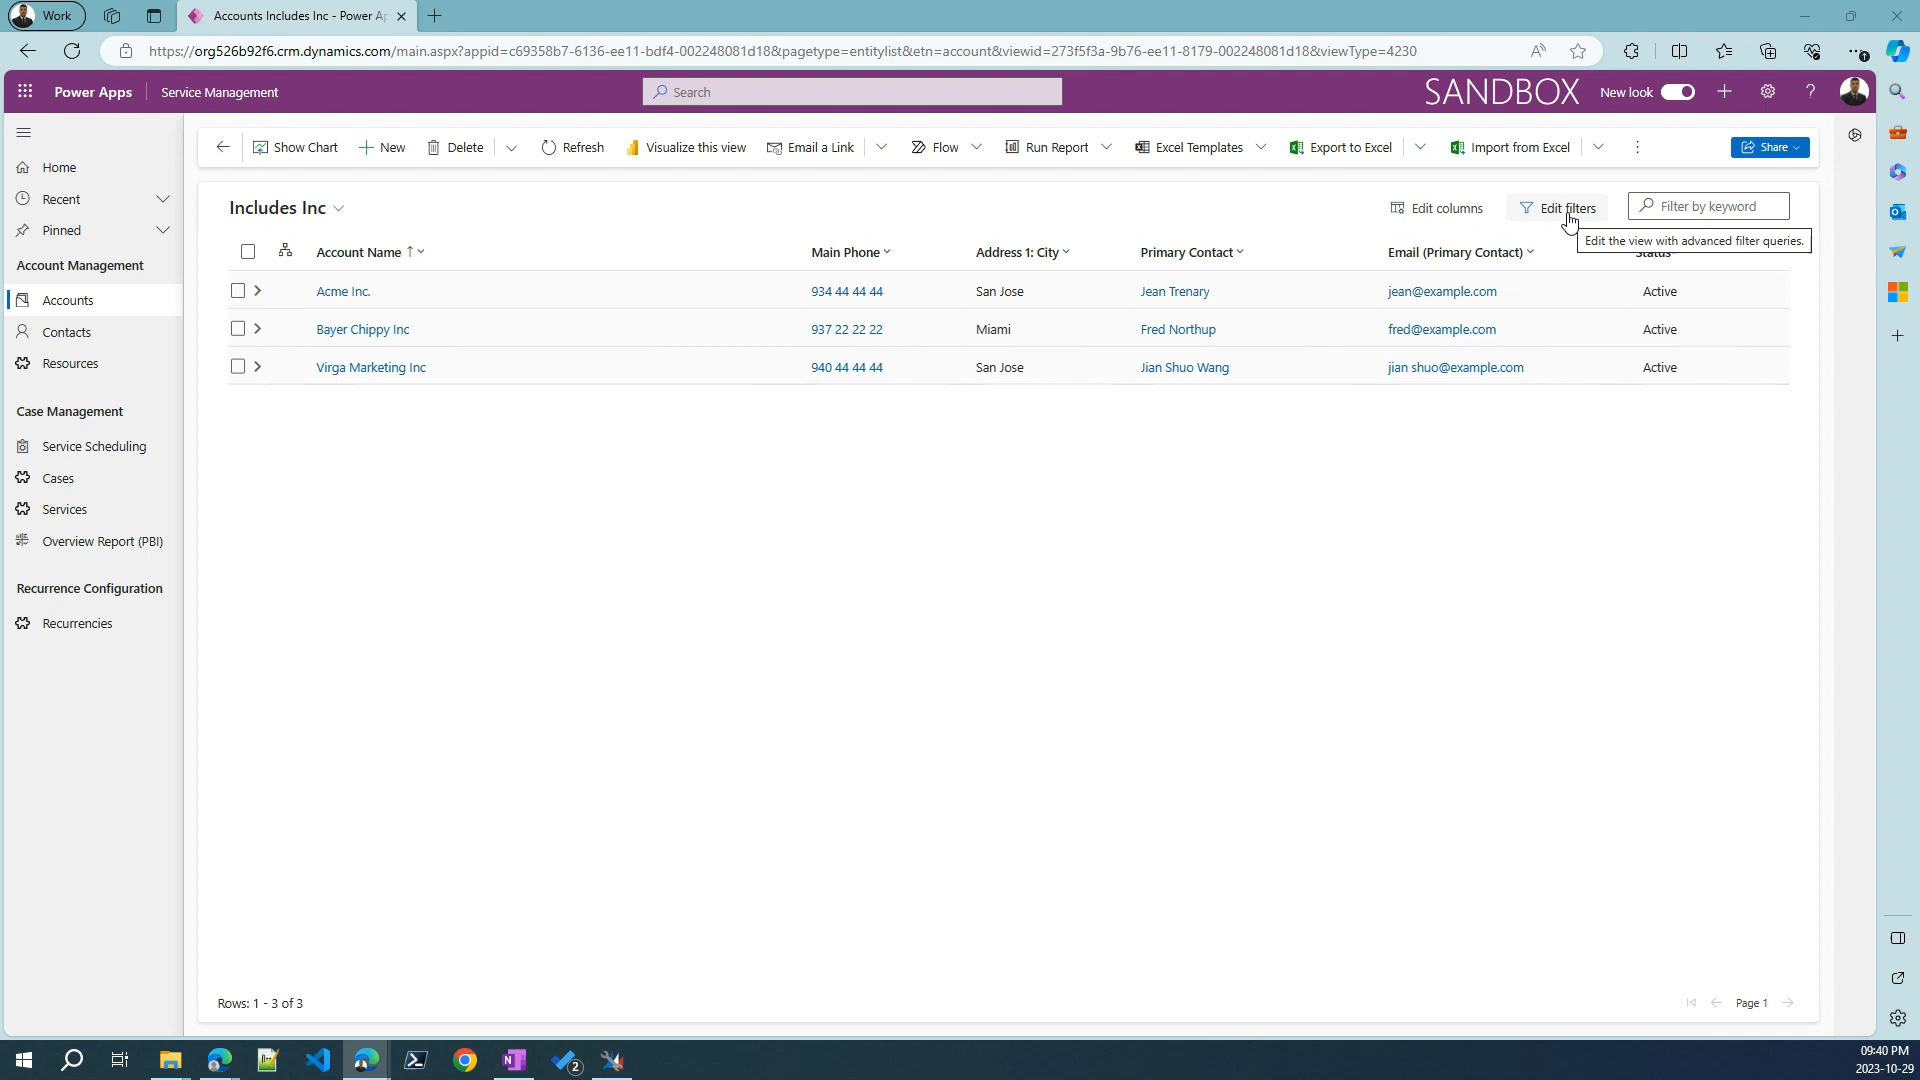 Work
Accounts Includes Inc - Power Ap
https://org526b92f6.crm.dynamics.com/main.aspx?appid=c69358b7-6136-ee11-bdf4-002248081d18&pagetype=entitylist&etn=account&viewid=273f5f3a-9b76-ee11-8179-002248081d18&viewType=4230
Power Apps
Service Management
Search
SANDBOX
New look
Show Chart
New
Delete
Refresh
Visualize this view
Email a Link
Flow
Run Report
Excel Templates
Export to Excel
Import from Excel
Share
Home
Recent
Pinned
Account Management
Accounts
Contacts
Resources
Case Management
Service Scheduling
Cases
Services
Overview Report (PBI)
Recurrence Configuration
Recurrencies
Includes Inc
Edit columns
Edit filters
Filter by keyword
Edit the view with advanced filter queries.
Account Name Main Phone Address 1: City Primary Contact Email (Primary Contact) Status
Acme Inc. 934 44 44 44 San Jose Jean Trenary jean@example.com Active
Bayer Chippy Inc 937 22 22 22 Miami Fred Northup fred@example.com Active
Virga Marketing Inc 940 44 44 44 San Jose Jian Shuo Wang jian shuo@example.com Active
Rows: 1 - 3 of 3
Page 1
2
09:40 PM
2023-10-29